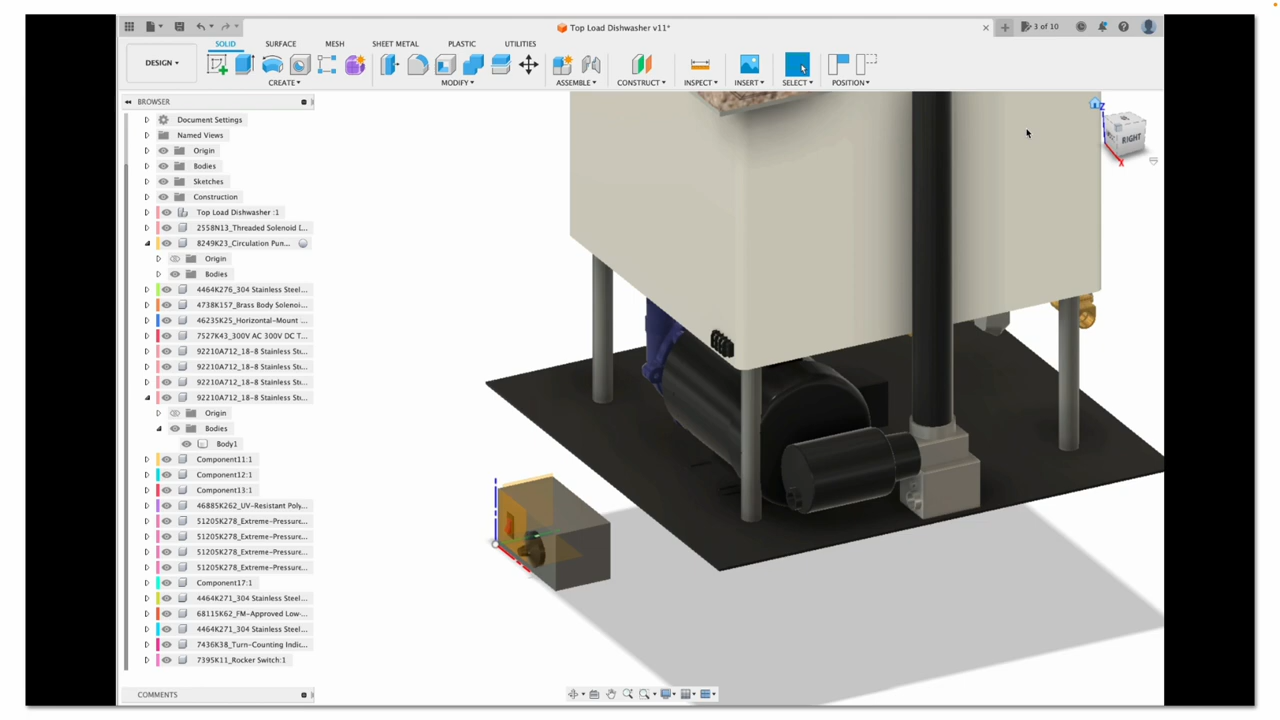 Top Load Dishwasher v11*
3 of 10
DESIGN
SOLID
SURFACE
MESH
SHEET METAL
PLASTIC
UTILITIES
CREATE
MODIFY
ASSEMBLE
CONSTRUCT
INSPECT
INSERT
SELECT
POSITION
BROWSER
Document Settings
Named Views
Origin
Bodies
Sketches
Construction
Top Load Dishwasher :1
2558N13_Threaded Solenoid I...
8249K23_Circulation Pun...
Origin
Bodies
4464K276_304 Stainless Steel...
4738K157_Brass Body Solenoi...
46235K25_Horizontal-Mount ...
7527K43_300V AC 300V DC T...
92210A712_18-8 Stainless Stu...
92210A712_18-8 Stainless Stu...
92210A712_18-8 Stainless Stu...
92210A712_18-8 Stainless Stu...
Origin
Bodies
Body1
Component11:1
Component12:1
Component13:1
46885K262_UV-Resistant Poly...
51205K278_Extreme-Pressure...
51205K278_Extreme-Pressure...
51205K278_Extreme-Pressure...
51205K278_Extreme-Pressure...
Component17:1
4464K271_304 Stainless Steel...
68115K62_FM-Approved Low-...
4464K271_304 Stainless Steel...
7436K38_Turn-Counting Indic...
7395K11_Rocker Switch:1
COMMENTS
Z
RIGHT
X